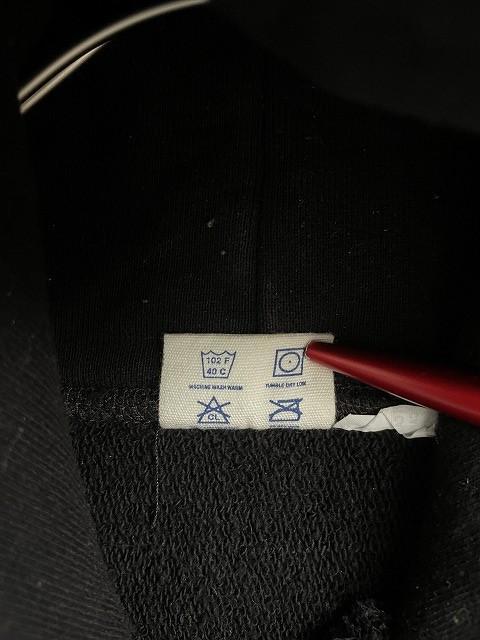 102 F
40 C
MACHINE WASH WARM
TUMBLE DRY LOW
CL